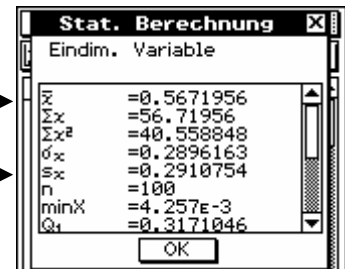 Stat. Berechnung
Eindim. Variable
x̄ =0.5671956
Σx =56.71956
Σx² =40.558848
σx =0.2896163
sx =0.2910754
n =100
minX =4.257ᴇ-3
Q₁ =0.3171046
OK